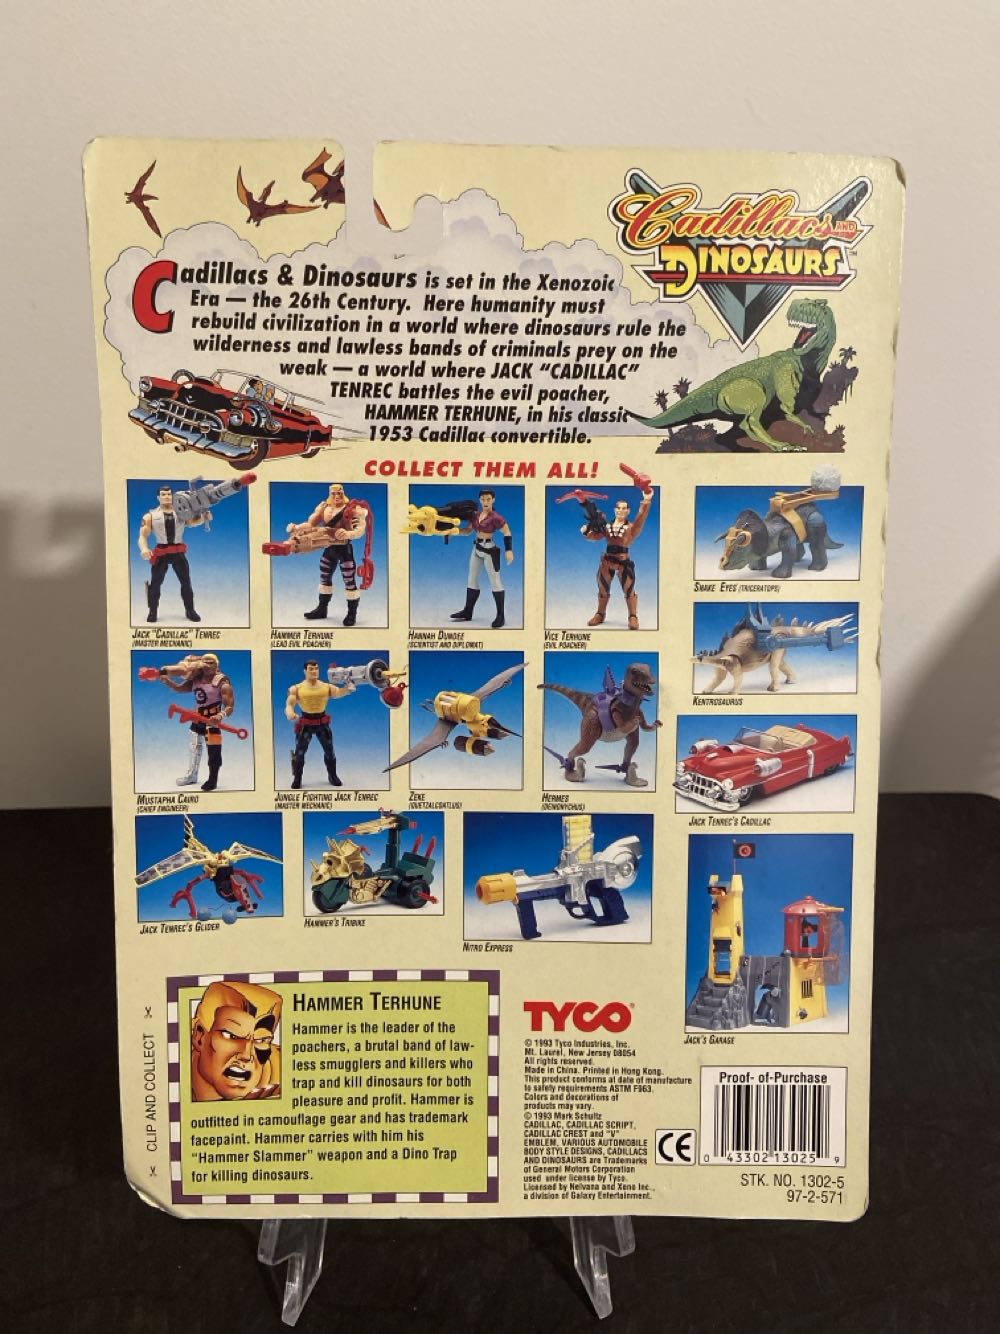 Cadillacs AND
DINOSAURS™
Cadillacs & Dinosaurs is set in the Xenozoic
Era — the 26th Century. Here humanity must
rebuild civilization in a world where dinosaurs rule the
wilderness and lawless bands of criminals prey on the
weak — a world where JACK "CADILLAC"
TENREC battles the evil poacher,
HAMMER TERHUNE, in his classic
1953 Cadillac convertible.
COLLECT THEM ALL!
JACK "CADILLAC" TENREC
(MASTER MECHANIC)
HAMMER TERHUNE
(LEAD EVIL POACHER)
HANNAH DUNDEE
(SCIENTIST AND DIPLOMAT)
VICE TERHUNE
(EVIL POACHER)
SNAKE EYES (TRICERATOPS)
KENTROSAURUS
MUSTAPHA CAIRO
(CHIEF ENGINEER)
JUNGLE FIGHTING JACK TENREC
(MASTER MECHANIC)
ZEKE
(QUETZALCOATLUS)
HERMES
(DEINONYCHUS)
JACK TENREC'S CADILLAC
JACK TENREC'S GLIDER
HAMMER'S TRIBIKE
NITRO EXPRESS
JACK'S GARAGE
CLIP AND COLLECT
HAMMER TERHUNE
Hammer is the leader of the
poachers, a brutal band of law-
less smugglers and killers who
trap and kill dinosaurs for both
pleasure and profit. Hammer is
outfitted in camouflage gear and has trademark
facepaint. Hammer carries with him his
"Hammer Slammer" weapon and a Dino Trap
for killing dinosaurs.
TYCO®
© 1993 Tyco Industries, Inc.
Mt. Laurel, New Jersey 08054
All rights reserved.
Made in China. Printed in Hong Kong.
This product conforms at date of manufacture
to safety requirements ASTM F963.
Colors and decorations of
products may vary.
© 1993 Mark Schultz
CADILLAC, CADILLAC SCRIPT,
CADILLAC CREST and "V"
EMBLEM, VARIOUS AUTOMOBILE
BODY STYLE DESIGNS, CADILLACS
AND DINOSAURS are Trademarks
of General Motors Corporation
used under license by Tyco.
Licensed by Nelvana and Xeno Inc.,
a division of Galaxy Entertainment.
CE
Proof-of-Purchase
0 43302 13025 9
STK. NO. 1302-5
97-2-571